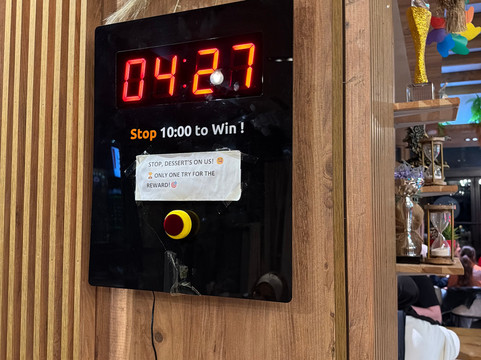 04:27
Stop 10:00 to Win !
STOP, DESSERT'S ON US! 😋
⏳ ONLY ONE TRY FOR THE
REWARD! 🎯